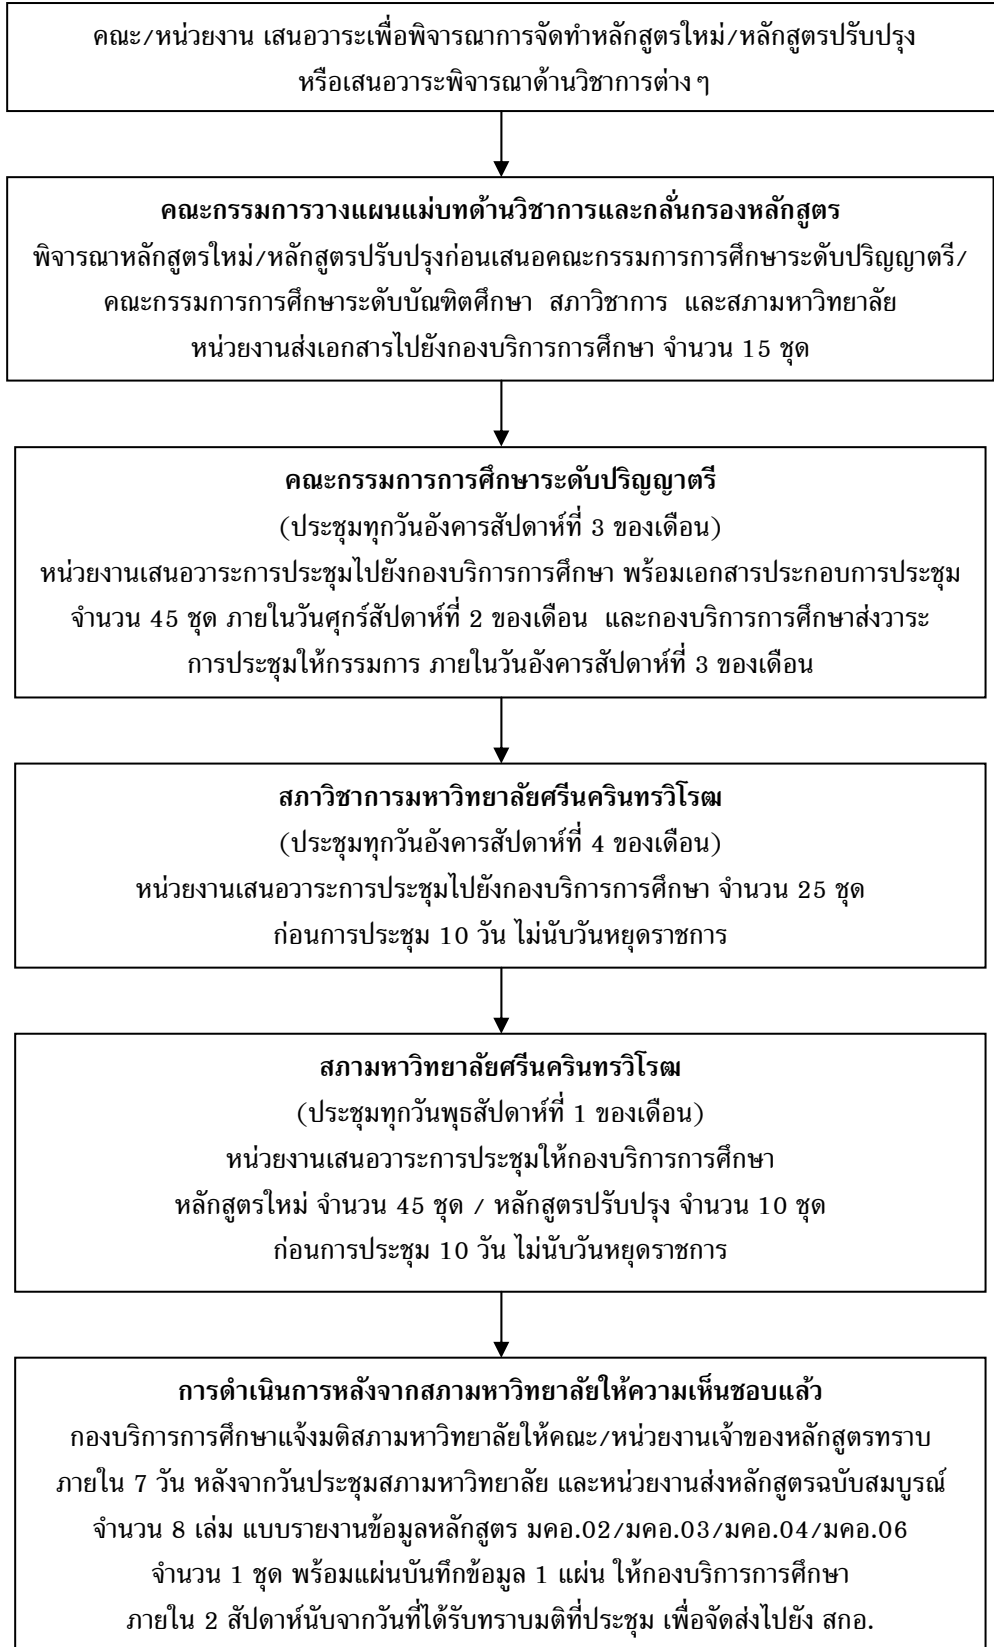 คณะ/หน่วยงาน เสนอวาระเพื่อพิจารณาการจัดทำหลักสูตรใหม่/หลักสูตรปรับปรุง
หรือเสนอวาระพิจารณาด้านวิชาการต่างๆ
คณะกรรมการวางแผนแม่บทด้านวิชาการและกลั่นกรองหลักสูตร
พิจารณาหลักสูตรใหม่/หลักสูตรปรับปรุงก่อนเสนอคณะกรรมการการศึกษาระดับปริญญาตรี/
คณะกรรมการการศึกษาระดับบัณฑิตศึกษา สภาวิชาการ และสภามหาวิทยาลัย
หน่วยงานส่งเอกสารไปยังกองบริการการศึกษา จำนวน 15 ชุด
คณะกรรมการการศึกษาระดับปริญญาตรี
(ประชุมทุกวันอังคารสัปดาห์ที่ 3 ของเดือน)
หน่วยงานเสนอวาระการประชุมไปยังกองบริการการศึกษา พร้อมเอกสารประกอบการประชุม
จำนวน 45 ชุด ภายในวันศุกร์สัปดาห์ที่ 2 ของเดือน และกองบริการการศึกษาส่งวาระ
การประชุมให้กรรมการ ภายในวันอังคารสัปดาห์ที่ 3 ของเดือน
สภาวิชาการมหาวิทยาลัยศรีนครินทรวิโรฒ
(ประชุมทุกวันอังคารสัปดาห์ที่ 4 ของเดือน)
หน่วยงานเสนอวาระการประชุมไปยังกองบริการการศึกษา จำนวน 25 ชุด
ก่อนการประชุม 10 วัน ไม่นับวันหยุดราชการ
สภามหาวิทยาลัยศรีนครินทรวิโรฒ
(ประชุมทุกวันพุธสัปดาห์ที่ 1 ของเดือน)
หน่วยงานเสนอวาระการประชุมให้กองบริการการศึกษา
หลักสูตรใหม่ จำนวน 45 ชุด / หลักสูตรปรับปรุง จำนวน 10 ชุด
ก่อนการประชุม 10 วัน ไม่นับวันหยุดราชการ
การดำเนินการหลังจากสภามหาวิทยาลัยให้ความเห็นชอบแล้ว
กองบริการการศึกษาแจ้งมติสภามหาวิทยาลัยให้คณะ/หน่วยงานเจ้าของหลักสูตรทราบ
ภายใน 7 วัน หลังจากวันประชุมสภามหาวิทยาลัย และหน่วยงานส่งหลักสูตรฉบับสมบูรณ์
จำนวน 8 เล่ม แบบรายงานข้อมูลหลักสูตร มคอ.02/มคอ.03/มคอ.04/มคอ.06
จำนวน 1 ชุด พร้อมแผ่นบันทึกข้อมูล 1 แผ่น ให้กองบริการการศึกษา
ภายใน 2 สัปดาห์นับจากวันที่ได้รับทราบมติที่ประชุม เพื่อจัดส่งไปยัง สกอ.